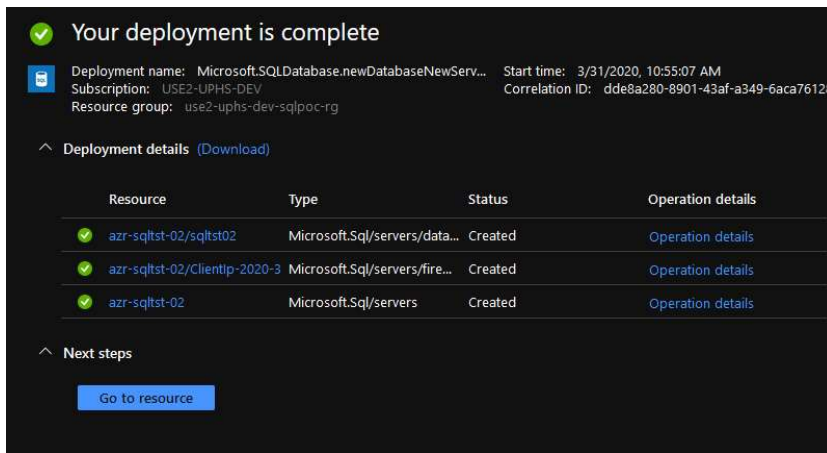 Your deployment is complete
Deployment name: Microsoft.SQLDatabase.newDatabaseNewServ... Start time: 3/31/2020, 10:55:07 AM
Subscription: USE2-UPHS-DEV Correlation ID: dde8a280-8901-43af-a349-6aca76128
Resource group: use2-uphs-dev-sqlpoc-rg
Deployment details (Download)
Resource Type Status Operation details
azr-sqltst-02/sqltst02 Microsoft.Sql/servers/data... Created Operation details
azr-sqltst-02/ClientIp-2020-3 Microsoft.Sql/servers/fire... Created Operation details
azr-sqltst-02 Microsoft.Sql/servers Created Operation details
Next steps
Go to resource